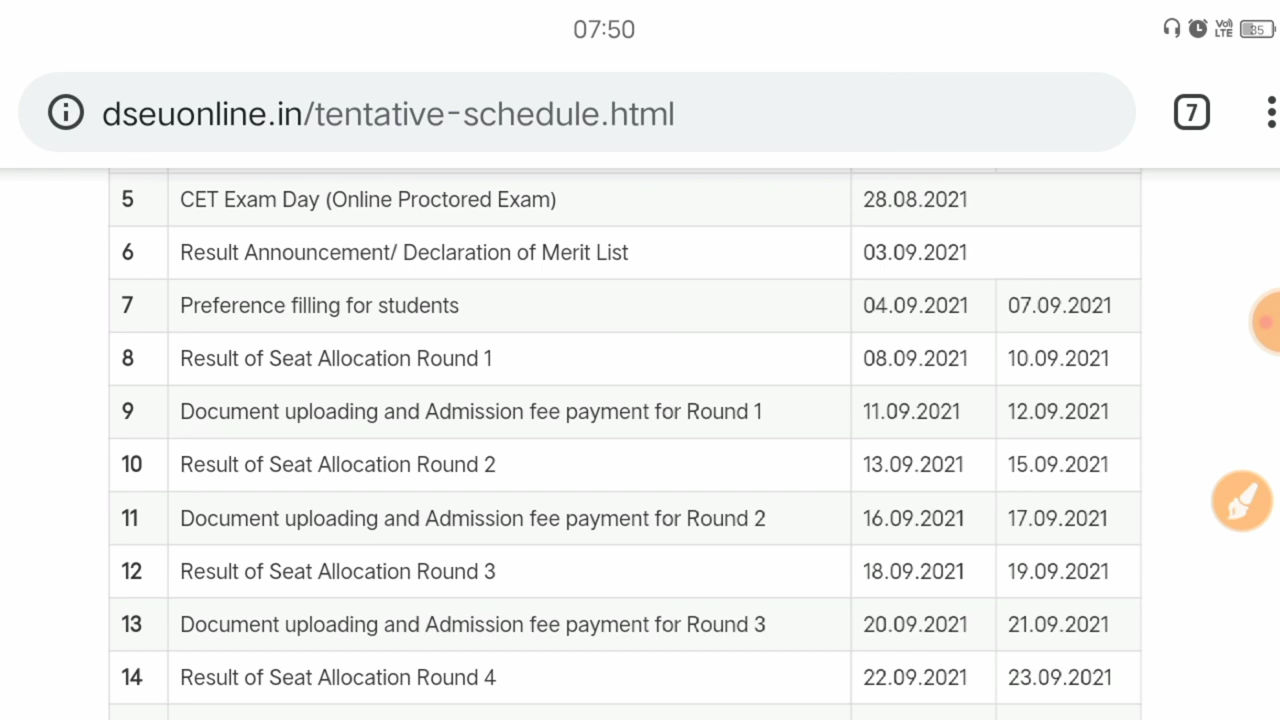 07:50
Vo)) LTE 35
dseuonline.in/tentative-schedule.html
7
5 CET Exam Day (Online Proctored Exam) 28.08.2021
6 Result Announcement/ Declaration of Merit List 03.09.2021
7 Preference filling for students 04.09.2021 07.09.2021
8 Result of Seat Allocation Round 1 08.09.2021 10.09.2021
9 Document uploading and Admission fee payment for Round 1 11.09.2021 12.09.2021
10 Result of Seat Allocation Round 2 13.09.2021 15.09.2021
11 Document uploading and Admission fee payment for Round 2 16.09.2021 17.09.2021
12 Result of Seat Allocation Round 3 18.09.2021 19.09.2021
13 Document uploading and Admission fee payment for Round 3 20.09.2021 21.09.2021
14 Result of Seat Allocation Round 4 22.09.2021 23.09.2021